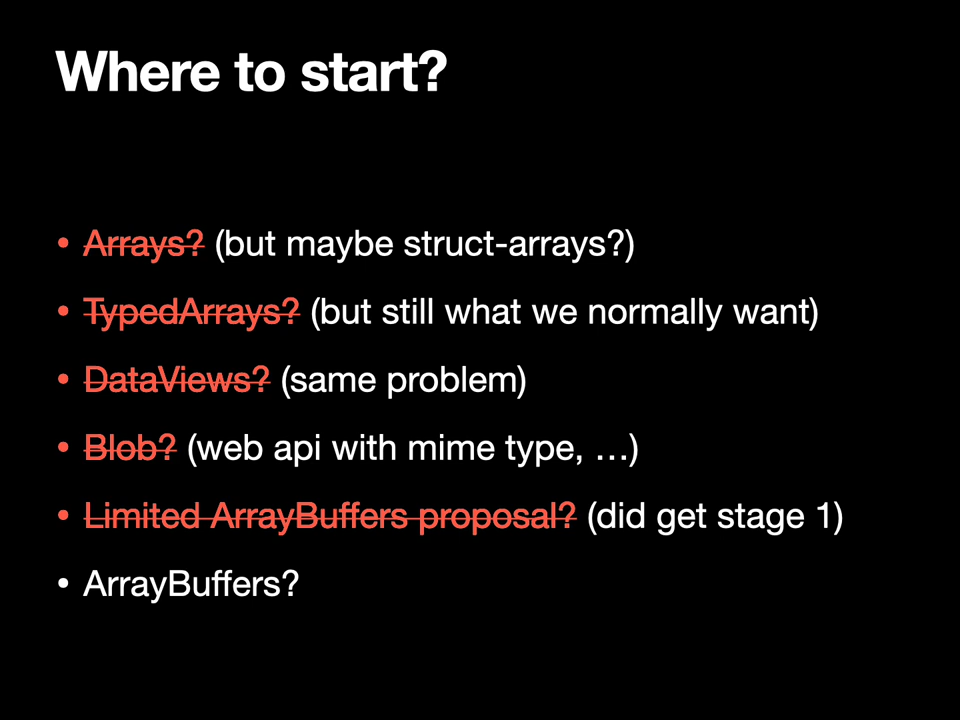 Where to start?
• Arrays? (but maybe struct-arrays?)
• TypedArrays? (but still what we normally want)
• DataViews? (same problem)
• Blob? (web api with mime type, …)
• Limited ArrayBuffers proposal? (did get stage 1)
• ArrayBuffers?